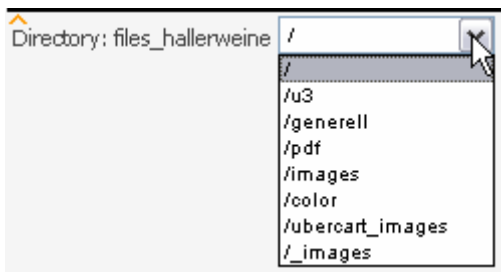 Directory: files_hallerweine /
/
/u3
/generell
/pdf
/images
/color
/ubercart_images
/_images